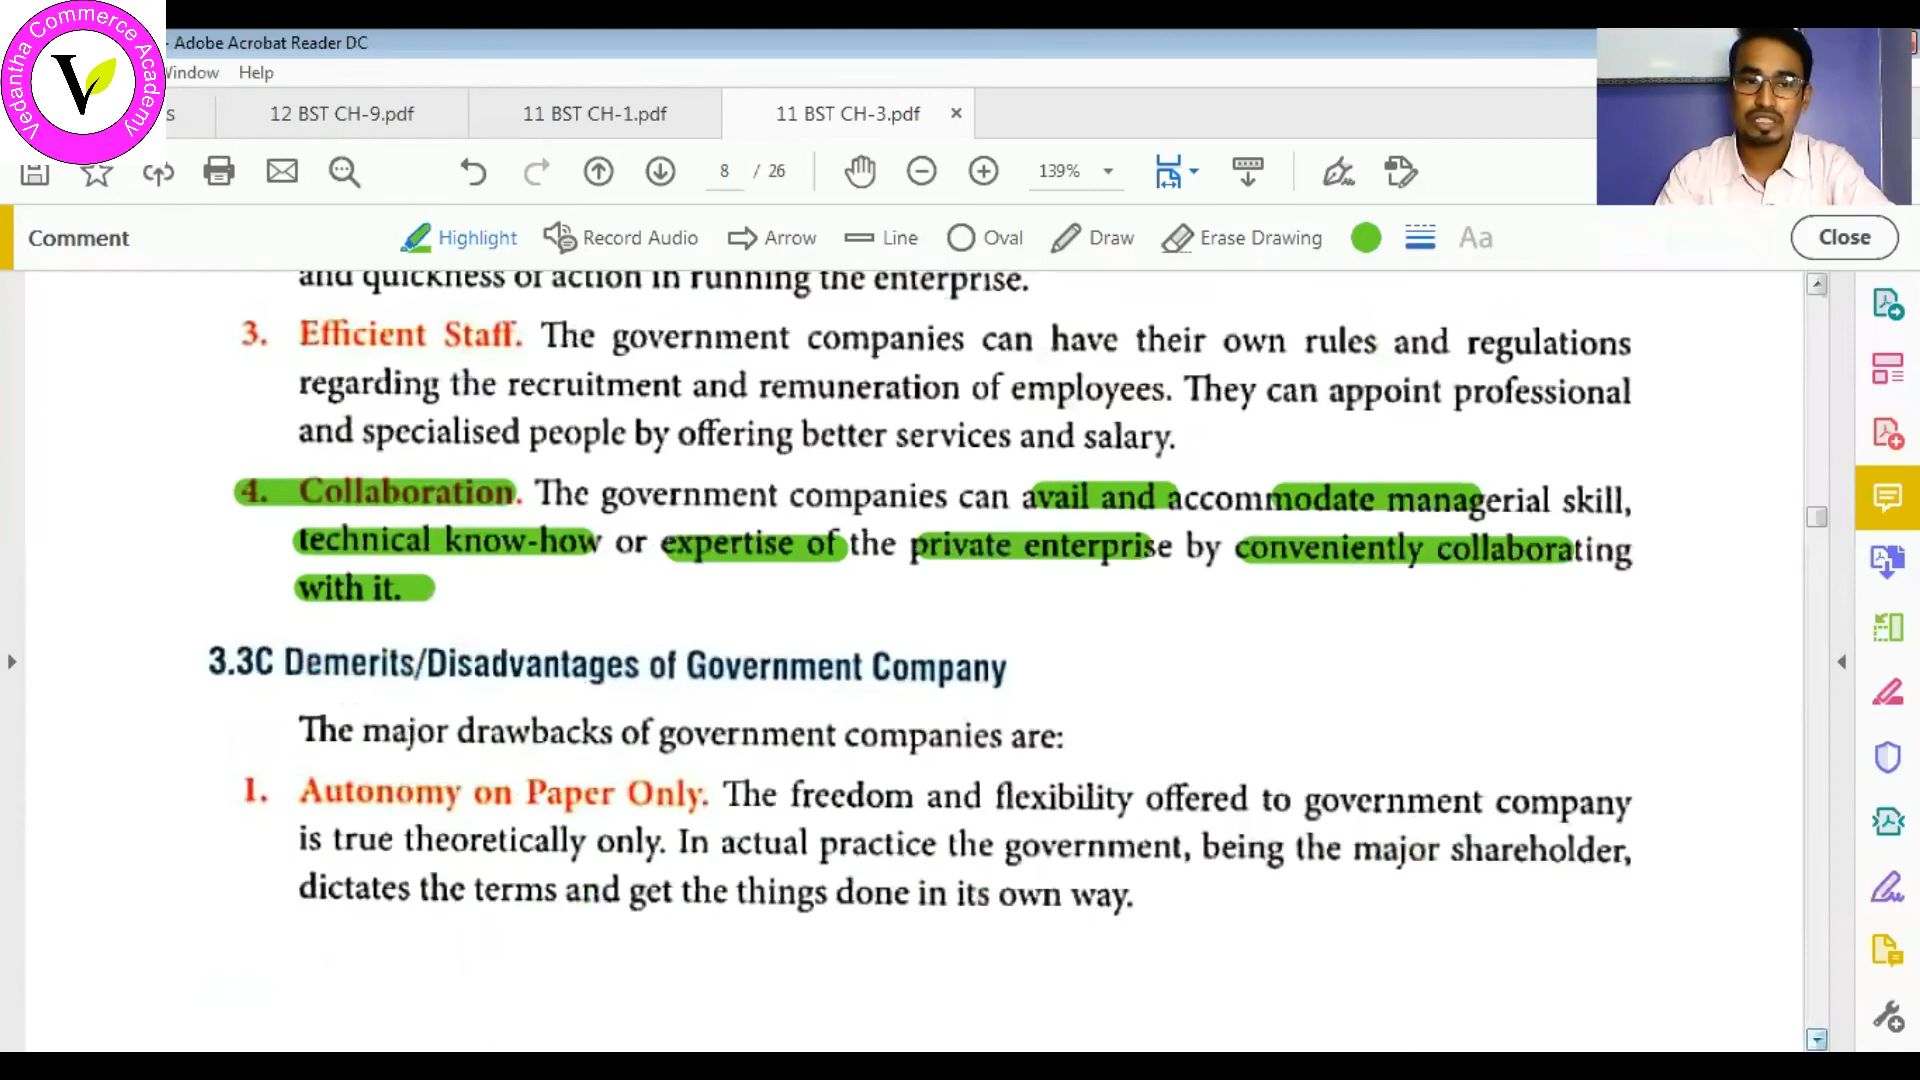 Vedantha Commerce Academy
V
- Adobe Acrobat Reader DC
Window Help
s 12 BST CH-9.pdf 11 BST CH-1.pdf 11 BST CH-3.pdf ×
8 / 26 139%
Comment Highlight Record Audio Arrow Line Oval Draw Erase Drawing Aa Close
and quickness of action in running the enterprise.
3. Efficient Staff. The government companies can have their own rules and regulations
regarding the recruitment and remuneration of employees. They can appoint professional
and specialised people by offering better services and salary.
4. Collaboration. The government companies can avail and accommodate managerial skill,
technical know-how or expertise of the private enterprise by conveniently collaborating
with it.
3.3C Demerits/Disadvantages of Government Company
The major drawbacks of government companies are:
1. Autonomy on Paper Only. The freedom and flexibility offered to government company
is true theoretically only. In actual practice the government, being the major shareholder,
dictates the terms and get the things done in its own way.